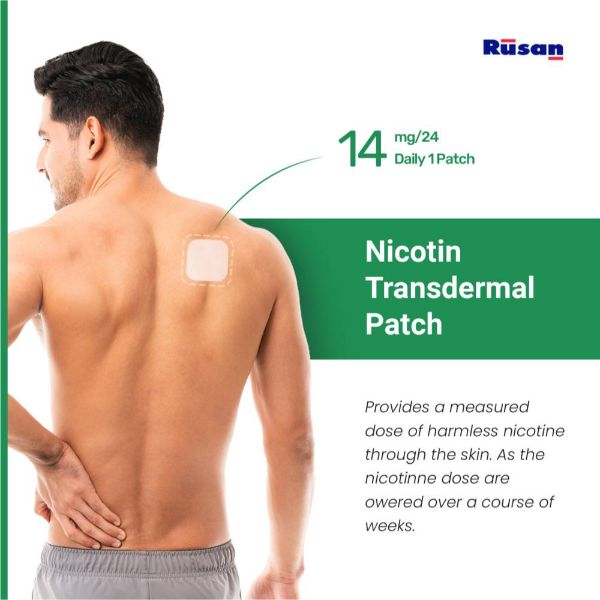 Rusan
14 mg/24
Daily 1 Patch
Nicotin
Transdermal
Patch
Provides a measured
dose of harmless nicotine
through the skin. As the
nicotinne dose are
owered over a course of
weeks.